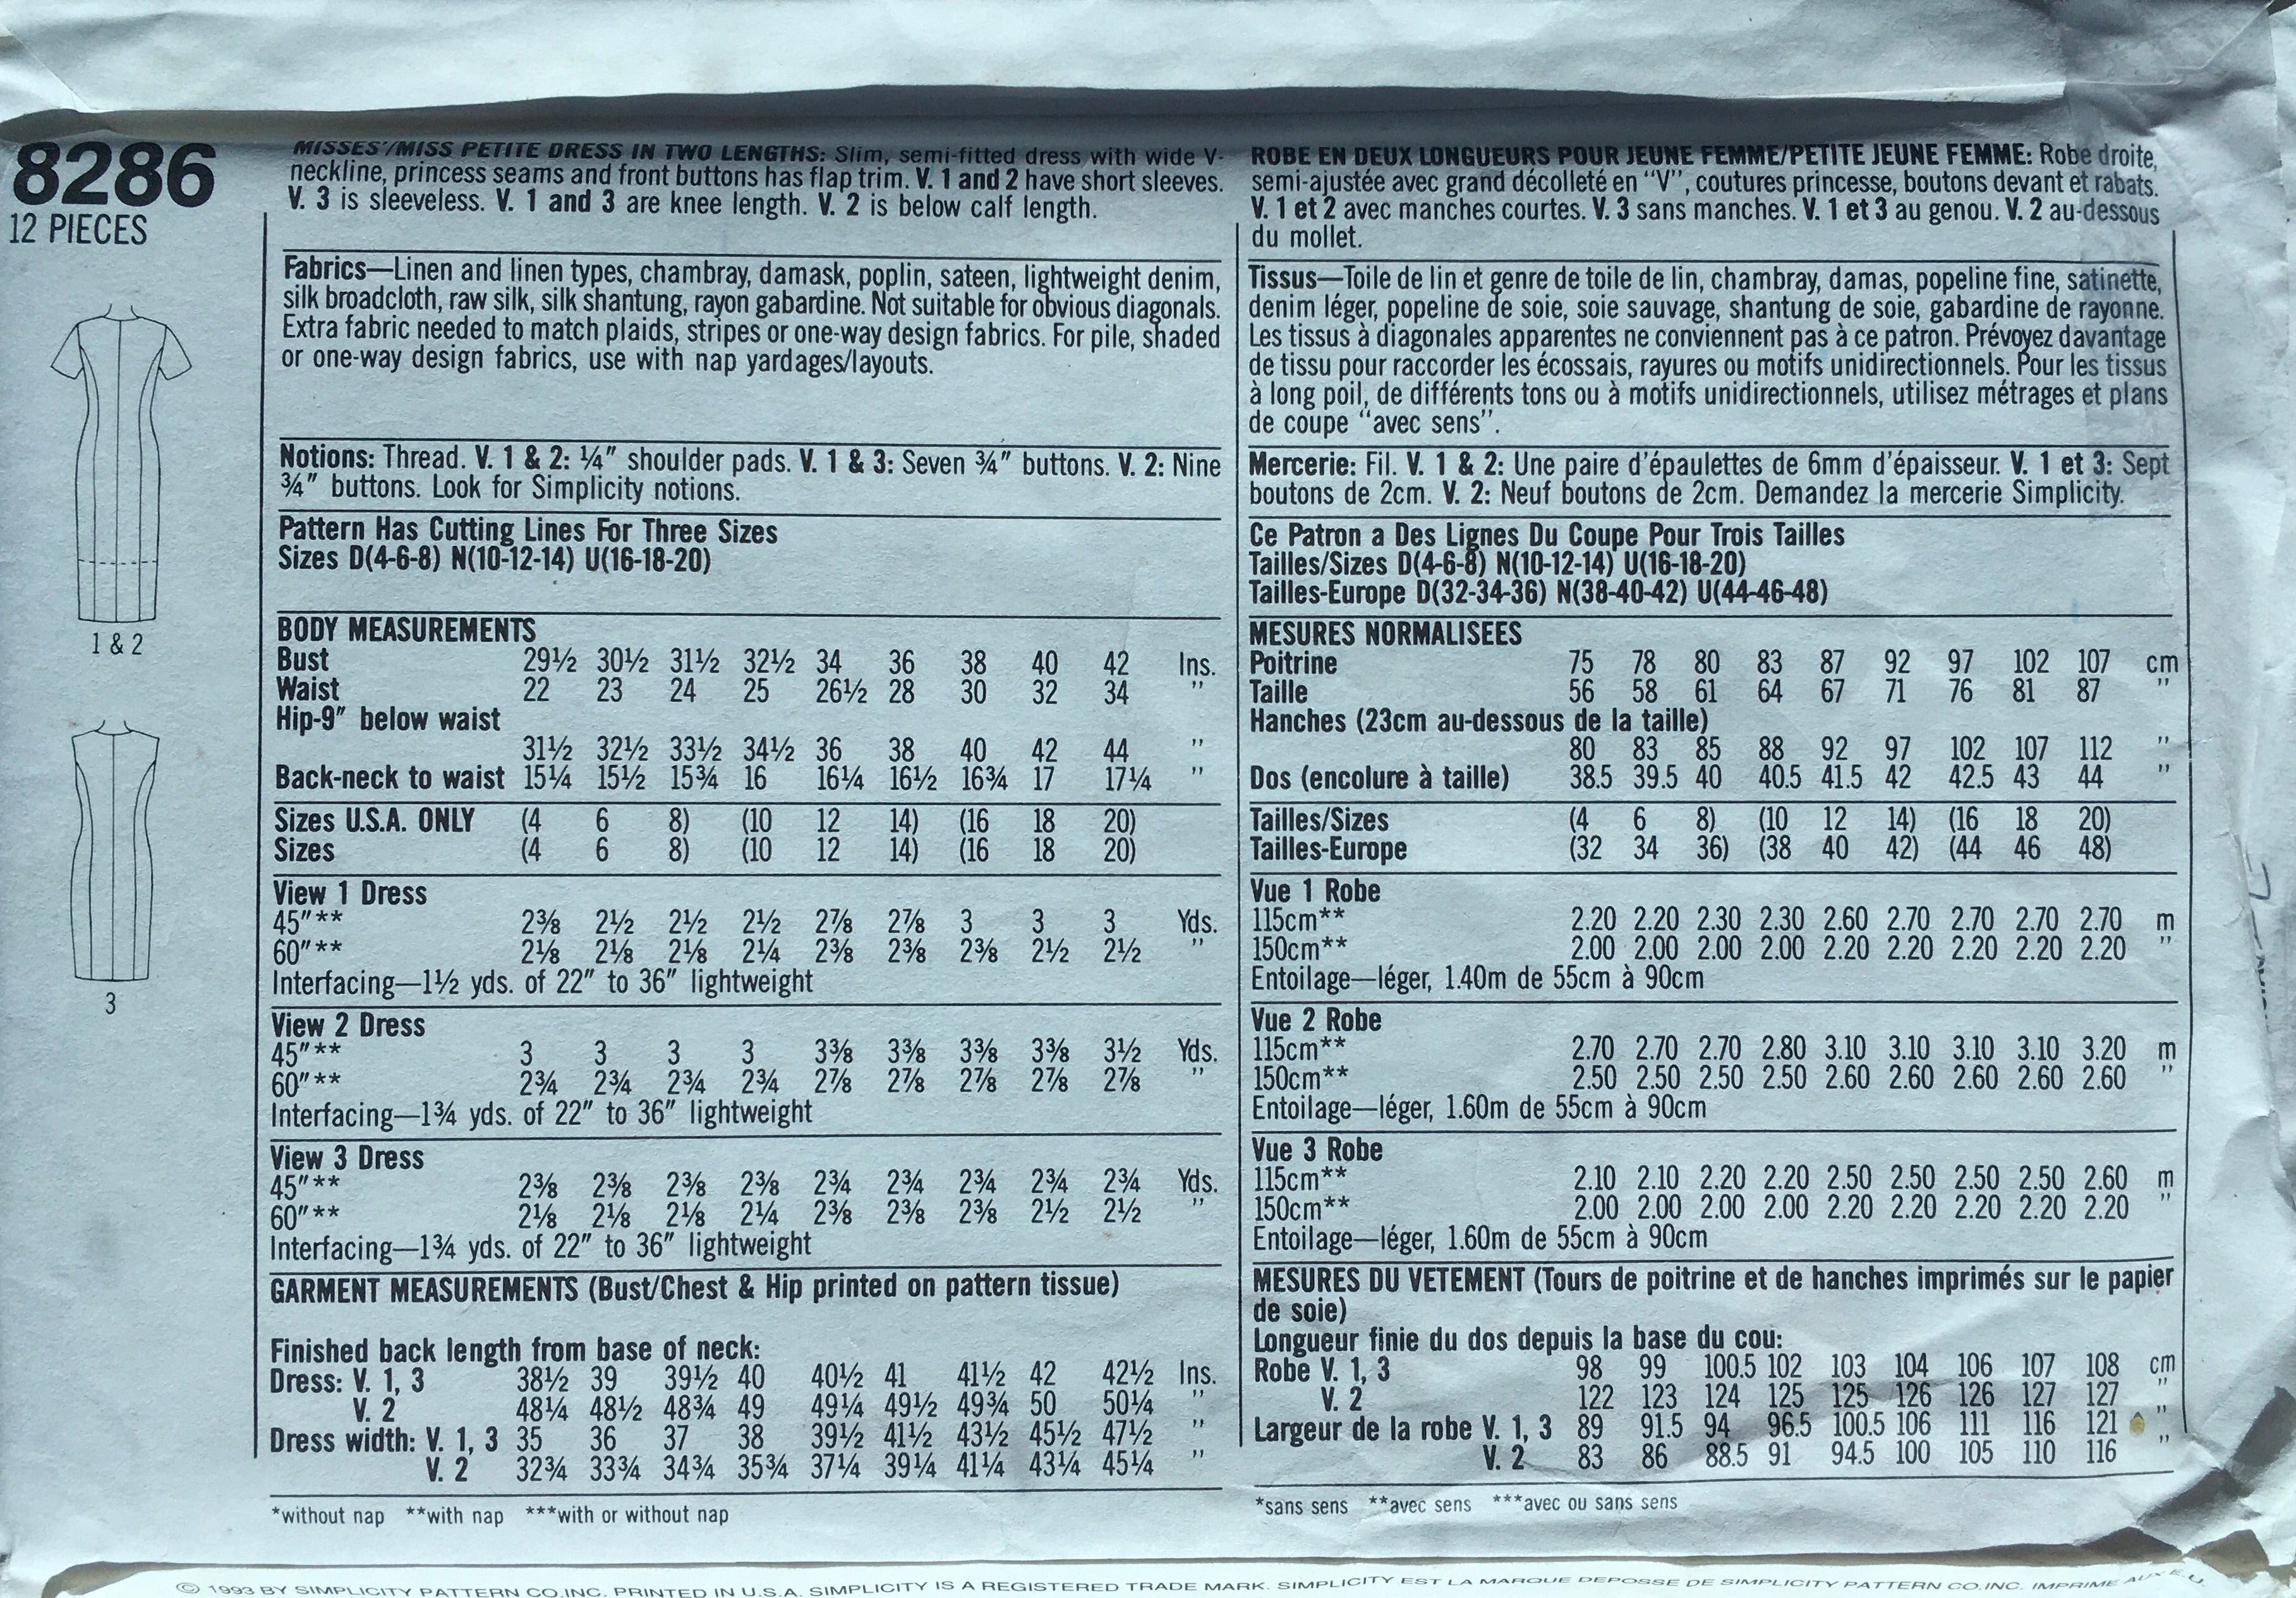 8286
12 PIECES
1 & 2
3
MISSES'/MISS PETITE DRESS IN TWO LENGTHS: Slim, semi-fitted dress with wide V-
neckline, princess seams and front buttons has flap trim. V. 1 and 2 have short sleeves.
V. 3 is sleeveless. V. 1 and 3 are knee length. V. 2 is below calf length.
Fabrics—Linen and linen types, chambray, damask, poplin, sateen, lightweight denim,
silk broadcloth, raw silk, silk shantung, rayon gabardine. Not suitable for obvious diagonals.
Extra fabric needed to match plaids, stripes or one-way design fabrics. For pile, shaded
or one-way design fabrics, use with nap yardages/layouts.
Notions: Thread. V. 1 & 2: ¼" shoulder pads. V. 1 & 3: Seven ¾" buttons. V. 2: Nine
¾" buttons. Look for Simplicity notions.
Pattern Has Cutting Lines For Three Sizes
Sizes D(4-6-8) N(10-12-14) U(16-18-20)
BODY MEASUREMENTS
Bust 29½ 30½ 31½ 32½ 34 36 38 40 42 Ins.
Waist 22 23 24 25 26½ 28 30 32 34 "
Hip-9" below waist
31½ 32½ 33½ 34½ 36 38 40 42 44 "
Back-neck to waist 15¼ 15½ 15¾ 16 16¼ 16½ 16¾ 17 17¼ "
Sizes U.S.A. ONLY (4 6 8) (10 12 14) (16 18 20)
Sizes (4 6 8) (10 12 14) (16 18 20)
View 1 Dress
45"** 2⅜ 2½ 2½ 2½ 2⅞ 2⅞ 3 3 3 Yds.
60"** 2⅛ 2⅛ 2⅛ 2¼ 2⅜ 2⅜ 2⅜ 2½ 2½ "
Interfacing—1½ yds. of 22" to 36" lightweight
View 2 Dress
45"** 3 3 3 3 3⅜ 3⅜ 3⅜ 3⅜ 3½ Yds.
60"** 2¾ 2¾ 2¾ 2¾ 2⅞ 2⅞ 2⅞ 2⅞ 2⅞ "
Interfacing—1¾ yds. of 22" to 36" lightweight
View 3 Dress
45"** 2⅜ 2⅜ 2⅜ 2⅜ 2¾ 2¾ 2¾ 2¾ 2¾ Yds.
60"** 2⅛ 2⅛ 2⅛ 2¼ 2⅜ 2⅜ 2⅜ 2½ 2½ "
Interfacing—1¾ yds. of 22" to 36" lightweight
GARMENT MEASUREMENTS (Bust/Chest & Hip printed on pattern tissue)
Finished back length from base of neck:
Dress: V. 1, 3 38½ 39 39½ 40 40½ 41 41½ 42 42½ Ins.
V. 2 48¼ 48½ 48¾ 49 49¼ 49½ 49¾ 50 50¼ "
Dress width: V. 1, 3 35 36 37 38 39½ 41½ 43½ 45½ 47½ "
V. 2 32¾ 33¾ 34¾ 35¾ 37¼ 39¼ 41¼ 43¼ 45¼ "
*without nap **with nap ***with or without nap
ROBE EN DEUX LONGUEURS POUR JEUNE FEMME/PETITE JEUNE FEMME: Robe droite,
semi-ajustée avec grand décolleté en "V", coutures princesse, boutons devant et rabats.
V. 1 et 2 avec manches courtes. V. 3 sans manches. V. 1 et 3 au genou. V. 2 au-dessous
du mollet.
Tissus—Toile de lin et genre de toile de lin, chambray, damas, popeline fine, satinette,
denim léger, popeline de soie, soie sauvage, shantung de soie, gabardine de rayonne.
Les tissus à diagonales apparentes ne conviennent pas à ce patron. Prévoyez davantage
de tissu pour raccorder les écossais, rayures ou motifs unidirectionnels. Pour les tissus
à long poil, de différents tons ou à motifs unidirectionnels, utilisez métrages et plans
de coupe "avec sens".
Mercerie: Fil. V. 1 & 2: Une paire d'épaulettes de 6mm d'épaisseur. V. 1 et 3: Sept
boutons de 2cm. V. 2: Neuf boutons de 2cm. Demandez la mercerie Simplicity.
Ce Patron a Des Lignes Du Coupe Pour Trois Tailles
Tailles/Sizes D(4-6-8) N(10-12-14) U(16-18-20)
Tailles-Europe D(32-34-36) N(38-40-42) U(44-46-48)
MESURES NORMALISEES
Poitrine 75 78 80 83 87 92 97 102 107 cm
Taille 56 58 61 64 67 71 76 81 87 "
Hanches (23cm au-dessous de la taille)
80 83 85 88 92 97 102 107 112 "
Dos (encolure à taille) 38.5 39.5 40 40.5 41.5 42 42.5 43 44 "
Tailles/Sizes (4 6 8) (10 12 14) (16 18 20)
Tailles-Europe (32 34 36) (38 40 42) (44 46 48)
Vue 1 Robe
115cm** 2.20 2.20 2.30 2.30 2.60 2.70 2.70 2.70 2.70 m
150cm** 2.00 2.00 2.00 2.00 2.20 2.20 2.20 2.20 2.20 "
Entoilage—léger, 1.40m de 55cm à 90cm
Vue 2 Robe
115cm** 2.70 2.70 2.70 2.80 3.10 3.10 3.10 3.10 3.20 m
150cm** 2.50 2.50 2.50 2.50 2.60 2.60 2.60 2.60 2.60 "
Entoilage—léger, 1.60m de 55cm à 90cm
Vue 3 Robe
115cm** 2.10 2.10 2.20 2.20 2.50 2.50 2.50 2.50 2.60 m
150cm** 2.00 2.00 2.00 2.00 2.20 2.20 2.20 2.20 2.20 "
Entoilage—léger, 1.60m de 55cm à 90cm
MESURES DU VETEMENT (Tours de poitrine et de hanches imprimés sur le papier
de soie)
Longueur finie du dos depuis la base du cou:
Robe V. 1, 3 98 99 100.5 102 103 104 106 107 108 cm
V. 2 122 123 124 125 125 126 126 127 127 "
Largeur de la robe V. 1, 3 89 91.5 94 96.5 100.5 106 111 116 121 "
V. 2 83 86 88.5 91 94.5 100 105 110 116
*sans sens **avec sens ***avec ou sans sens
© 1993 BY SIMPLICITY PATTERN CO.INC. PRINTED IN U.S.A. SIMPLICITY IS A REGISTERED TRADE MARK. SIMPLICITY EST LA MARQUE DEPOSSE DE SIMPLICITY PATTERN CO.INC. IMPRIME AUX E.U.